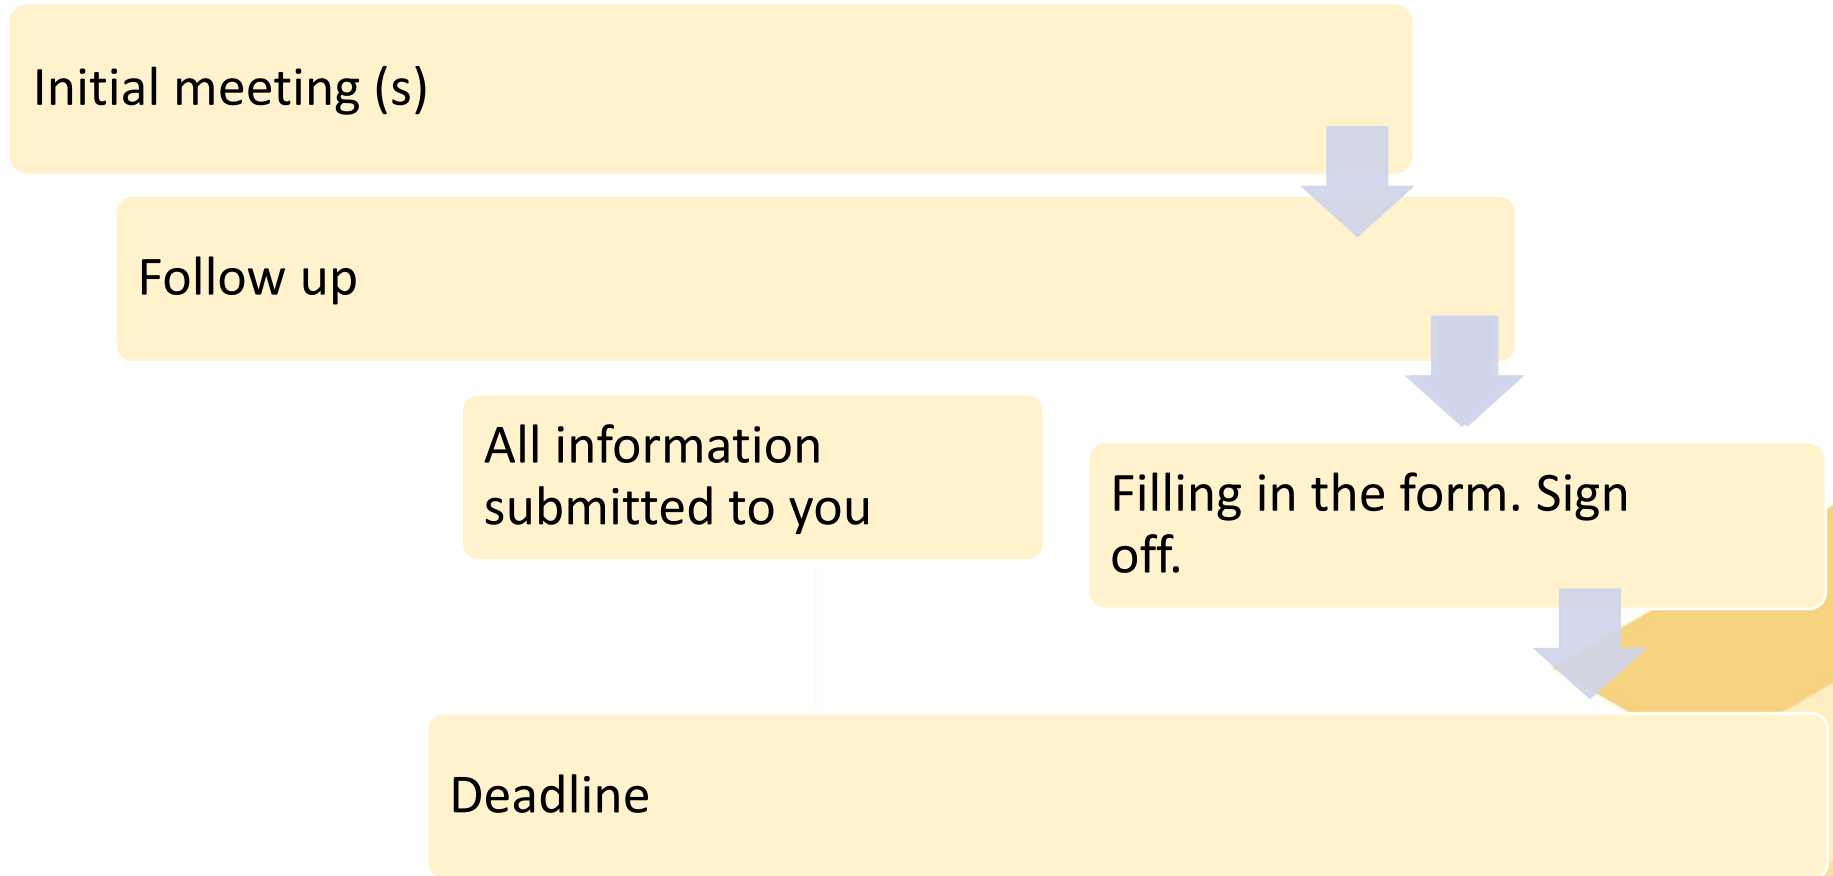 Initial meeting (s)
Follow up
All information
submitted to you
Filling in the form. Sign
off.
Deadline